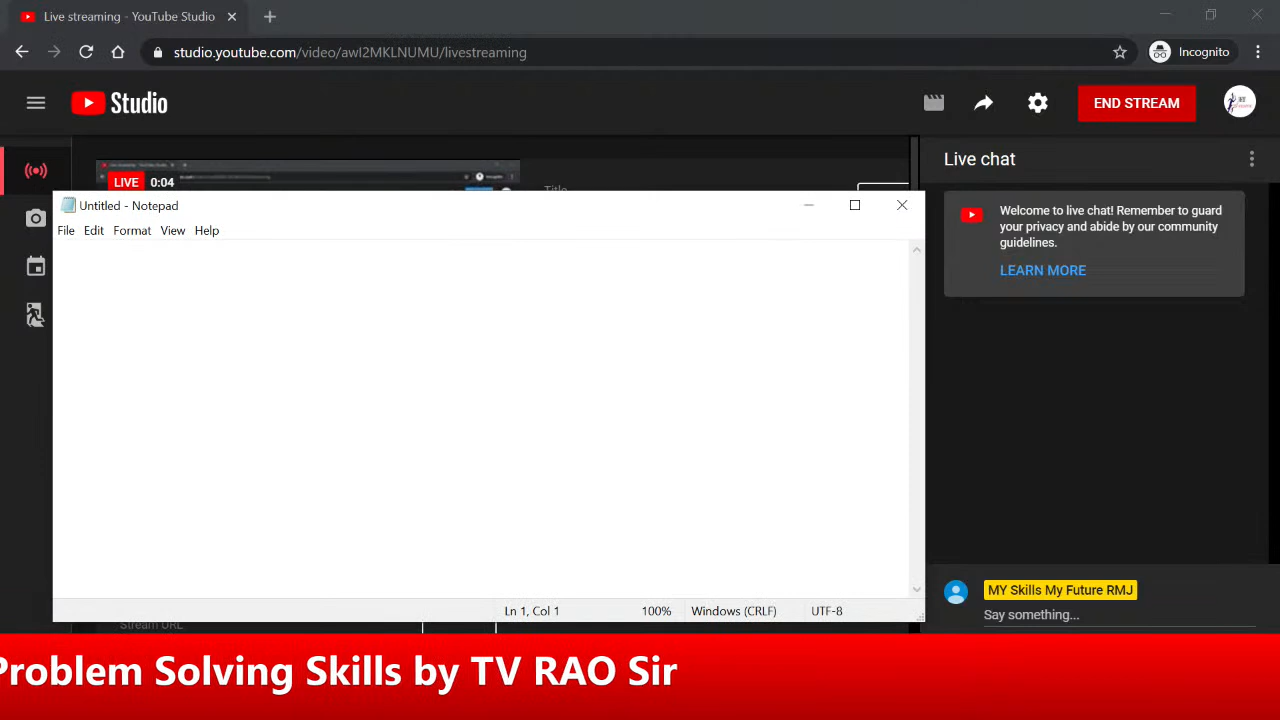 Live streaming - YouTube Studio
studio.youtube.com/video/awI2MKLNUMU/livestreaming
Incognito
Studio
END STREAM
LIVE 0:04
Title
Live chat
Welcome to live chat! Remember to guard
your privacy and abide by our community
guidelines.
LEARN MORE
Untitled - Notepad
File Edit Format View Help
Ln 1, Col 1 100% Windows (CRLF) UTF-8
Stream URL
MY Skills My Future RMJ
Say something...
Problem Solving Skills by TV RAO Sir